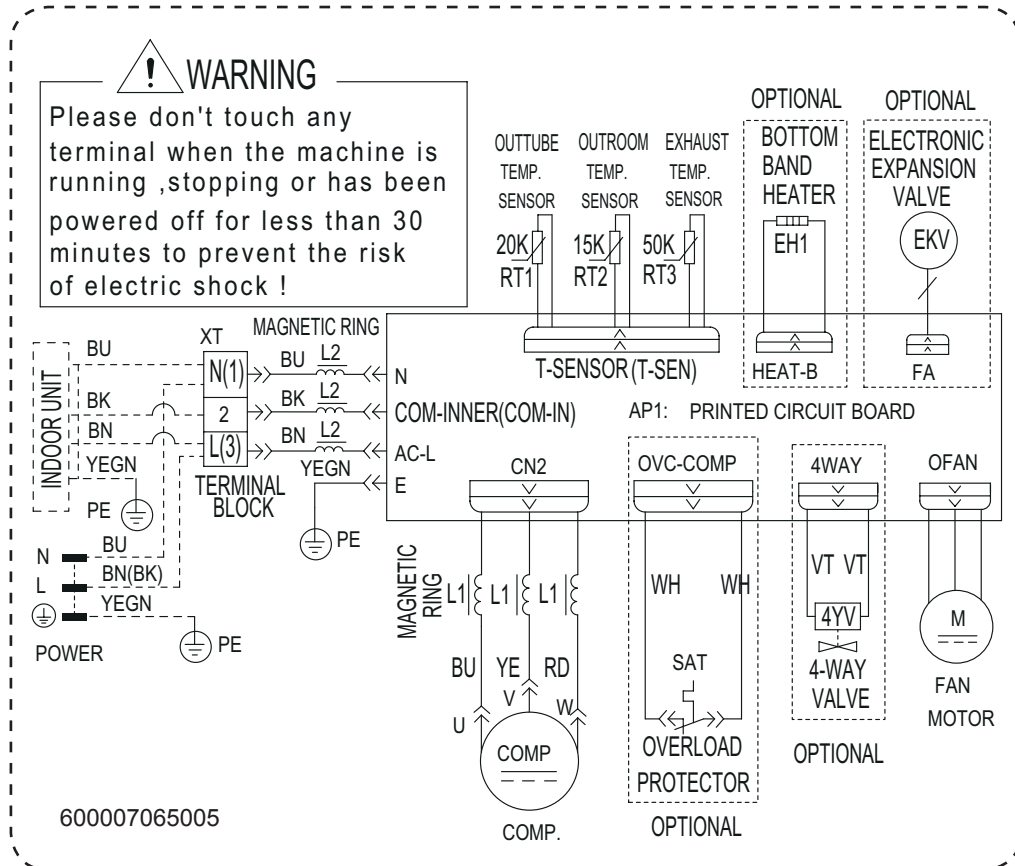 WARNING
Please don't touch any
terminal when the machine is
running ,stopping or has been
powered off for less than 30
minutes to prevent the risk
of electric shock !
OUTTUBE
TEMP.
SENSOR
20K
RT1
OUTROOM
TEMP.
SENSOR
15K
RT2
EXHAUST
TEMP.
SENSOR
50K
RT3
T-SENSOR (T-SEN)
OPTIONAL
BOTTOM
BAND
HEATER
EH1
HEAT-B
OPTIONAL
ELECTRONIC
EXPANSION
VALVE
EKV
FA
INDOOR UNIT
BU
BK
BN
YEGN
PE
XT
N(1)
2
L(3)
TERMINAL
BLOCK
MAGNETIC RING
BU L2
BK L2
BN L2
YEGN
PE
N
COM-INNER(COM-IN)
AC-L
E
AP1: PRINTED CIRCUIT BOARD
N BU
L BN(BK)
YEGN
PE
POWER
CN2
MAGNETIC
RING
L1 L1 L1
BU YE RD
U V W
COMP
COMP.
OVC-COMP
WH WH
SAT
OVERLOAD
PROTECTOR
OPTIONAL
4WAY
VT VT
4YV
4-WAY
VALVE
OPTIONAL
OFAN
M
FAN
MOTOR
600007065005